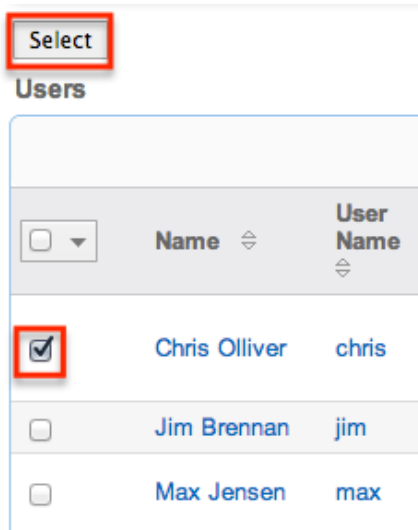 Select
Users
Name User
Name
Chris Olliver chris
Jim Brennan jim
Max Jensen max